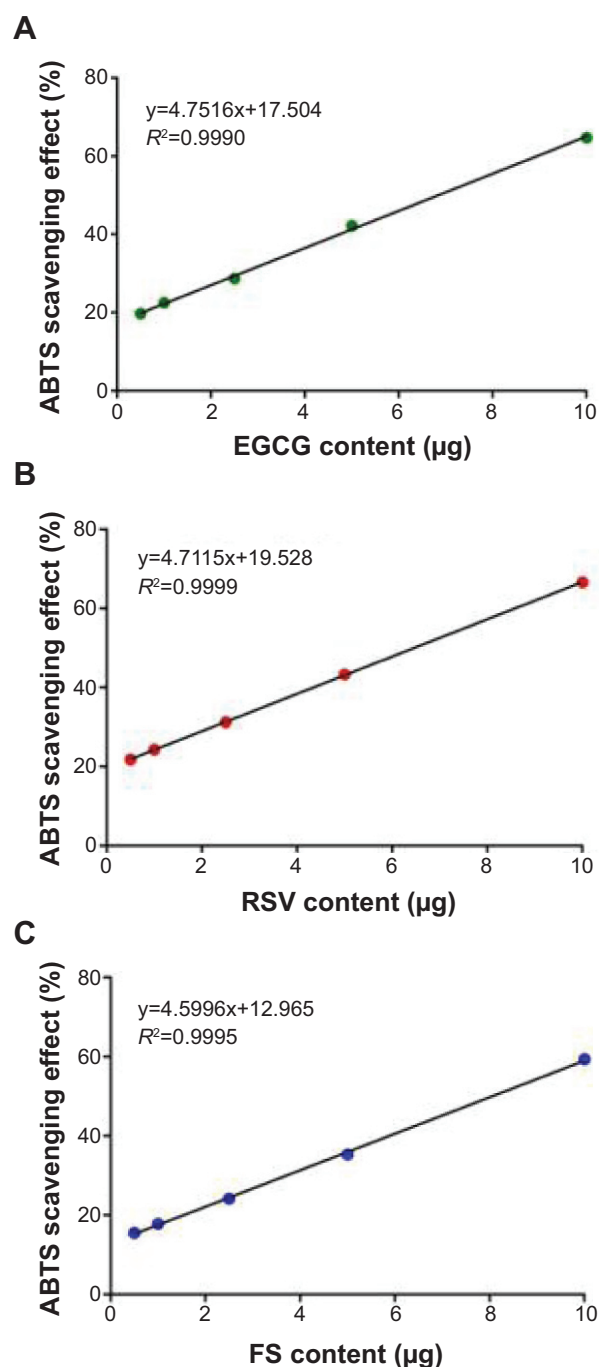 A
ABTS scavenging effect (%)
80
60
40
20
0
y=4.7516x+17.504
R²=0.9990
0 2 4 6 8 10
EGCG content (µg)
B
ABTS scavenging effect (%)
80
60
40
20
0
y=4.7115x+19.528
R²=0.9999
0 2 4 6 8 10
RSV content (µg)
C
ABTS scavenging effect (%)
80
60
40
20
0
y=4.5996x+12.965
R²=0.9995
0 2 4 6 8 10
FS content (µg)